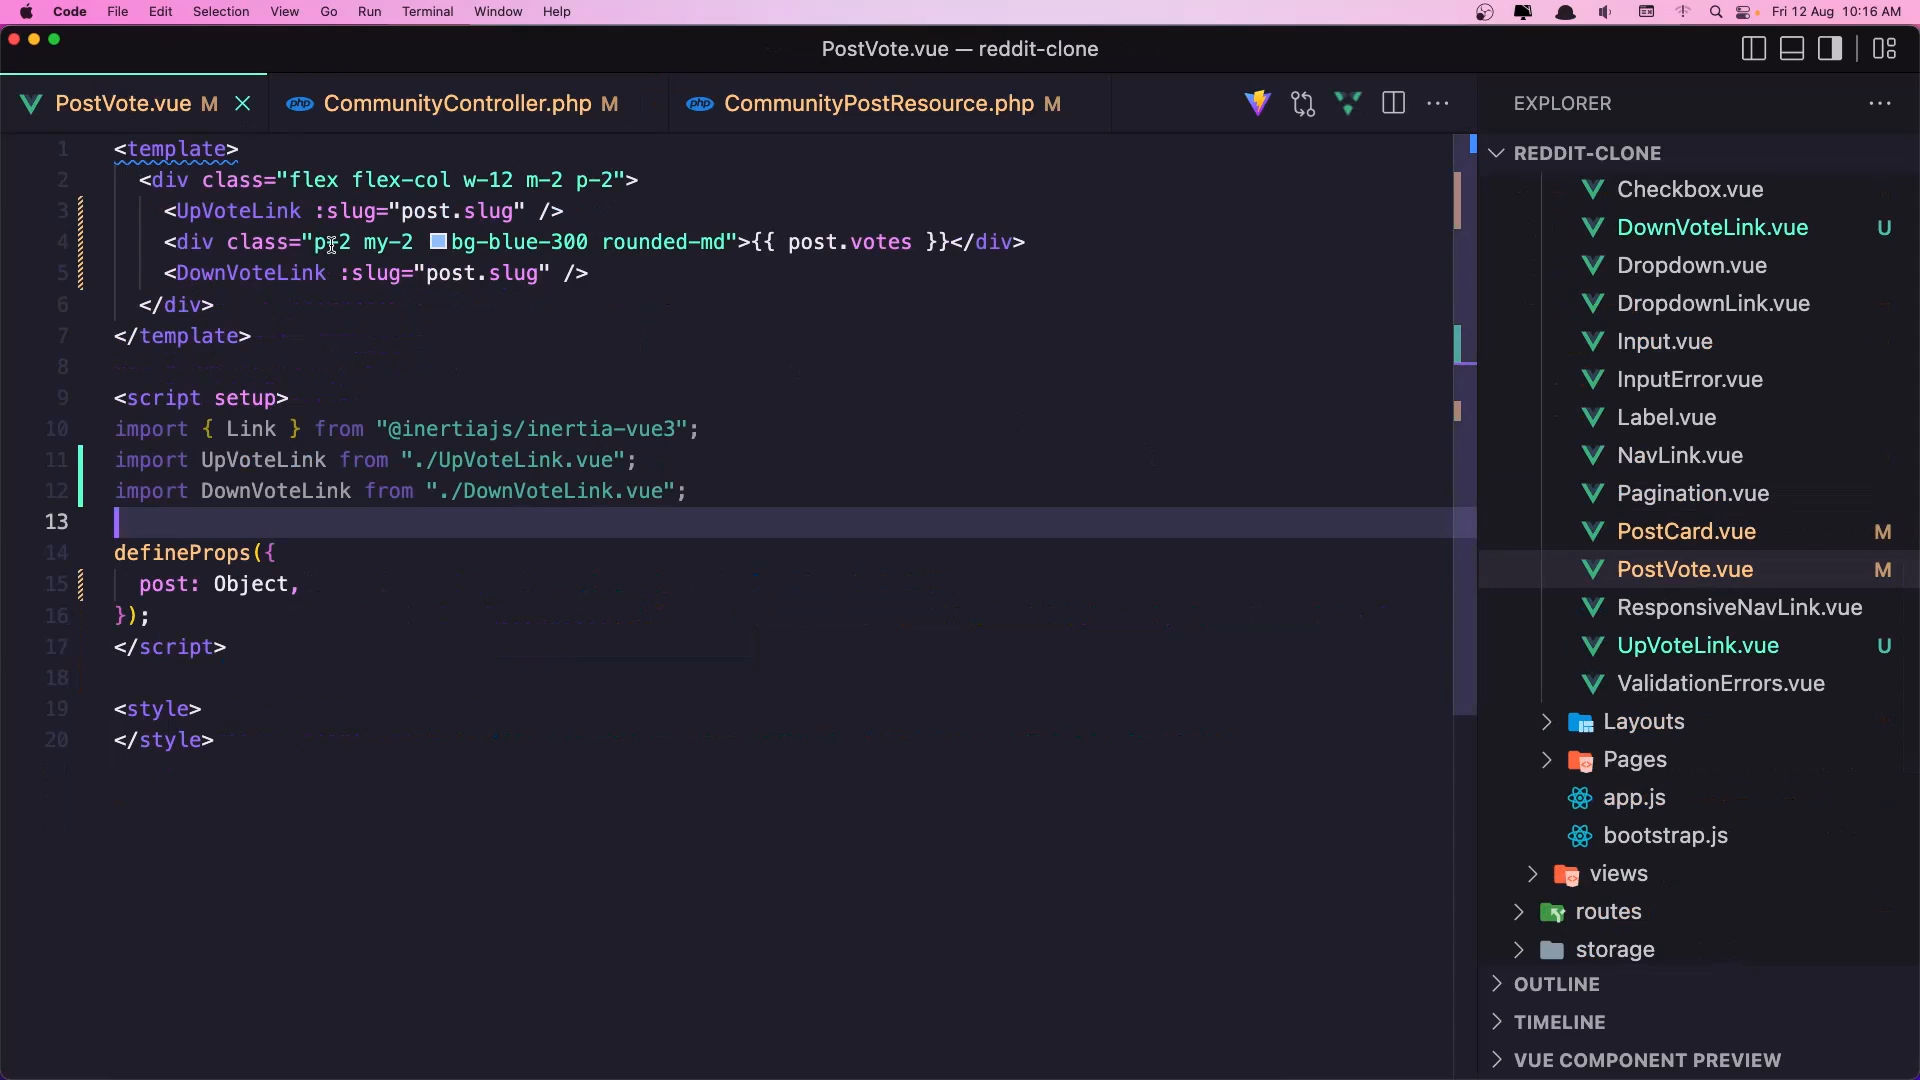 Code File Edit Selection View Go Run Terminal Window Help Fri 12 Aug 10:16 AM
PostVote.vue — reddit-clone
PostVote.vue M CommunityController.php M CommunityPostResource.php M
EXPLORER
REDDIT-CLONE
1 <template>
2 <div class="flex flex-col w-12 m-2 p-2">
3 <UpVoteLink :slug="post.slug" />
4 <div class="p-2 my-2 bg-blue-300 rounded-md">{{ post.votes }}</div>
5 <DownVoteLink :slug="post.slug" />
6 </div>
7 </template>
8
9 <script setup>
10 import { Link } from "@inertiajs/inertia-vue3";
11 import UpVoteLink from "./UpVoteLink.vue";
12 import DownVoteLink from "./DownVoteLink.vue";
13
14 defineProps({
15 post: Object,
16 });
17 </script>
18
19 <style>
20 </style>
Checkbox.vue
DownVoteLink.vue U
Dropdown.vue
DropdownLink.vue
Input.vue
InputError.vue
Label.vue
NavLink.vue
Pagination.vue
PostCard.vue M
PostVote.vue M
ResponsiveNavLink.vue
UpVoteLink.vue U
ValidationErrors.vue
Layouts
Pages
app.js
bootstrap.js
views
routes
storage
OUTLINE
TIMELINE
VUE COMPONENT PREVIEW